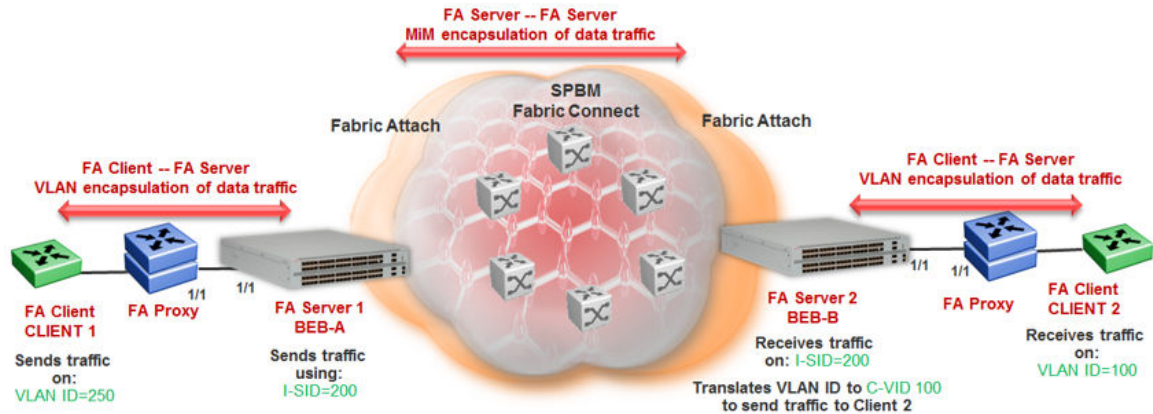 FA Server -- FA Server
MiM encapsulation of data traffic
SPBM
Fabric Connect
Fabric Attach
Fabric Attach
FA Client -- FA Server
VLAN encapsulation of data traffic
FA Client -- FA Server
VLAN encapsulation of data traffic
1/1
1/1
1/1
1/1
FA Client
CLIENT 1
Sends traffic
on:
VLAN ID=250
FA Proxy
FA Server 1
BEB-A
Sends traffic
using:
I-SID=200
FA Server 2
BEB-B
Receives traffic
on: I-SID=200
Translates VLAN ID to C-VID 100
to send traffic to Client 2
FA Proxy
FA Client
CLIENT 2
Receives traffic
on:
VLAN ID=100